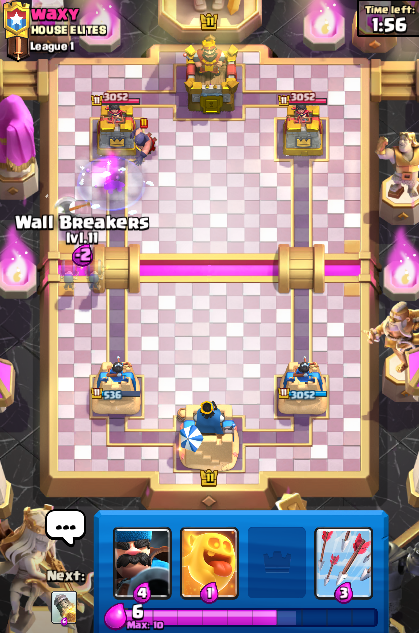 Waxy
HOUSE ELITES
League 1
Time left:
1:56
3052
3052
Wall Breakers
lvl.11
-2
536
3052
Next:
4
1
3
6
Max: 10